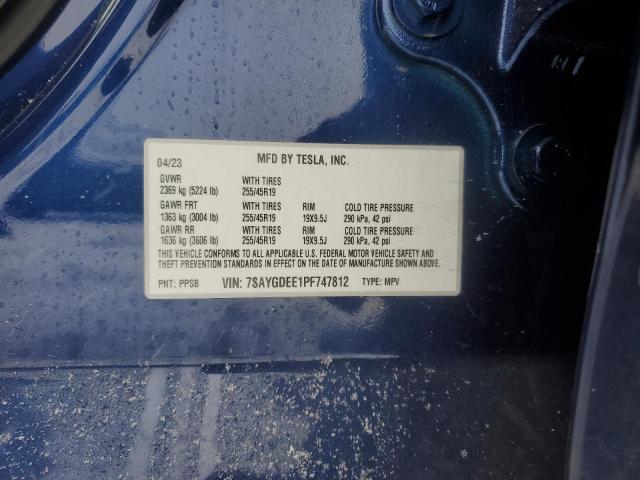 04/23 MFD BY TESLA, INC.
GVWR WITH TIRES
2369 kg (5224 lb) 255/45R19
GAWR FRT WITH TIRES RIM COLD TIRE PRESSURE
1363 kg (3004 lb) 255/45R19 19X9.5J 290 kPa, 42 psi
GAWR RR WITH TIRES RIM COLD TIRE PRESSURE
1636 kg (3606 lb) 255/45R19 19X9.5J 290 kPa, 42 psi
THIS VEHICLE CONFORMS TO ALL APPLICABLE U.S. FEDERAL MOTOR VEHICLE SAFETY AND
THEFT PREVENTION STANDARDS IN EFFECT ON THE DATE OF MANUFACTURE SHOWN ABOVE.
PNT: PPSB VIN: 7SAYGDEE1PF747812 TYPE: MPV